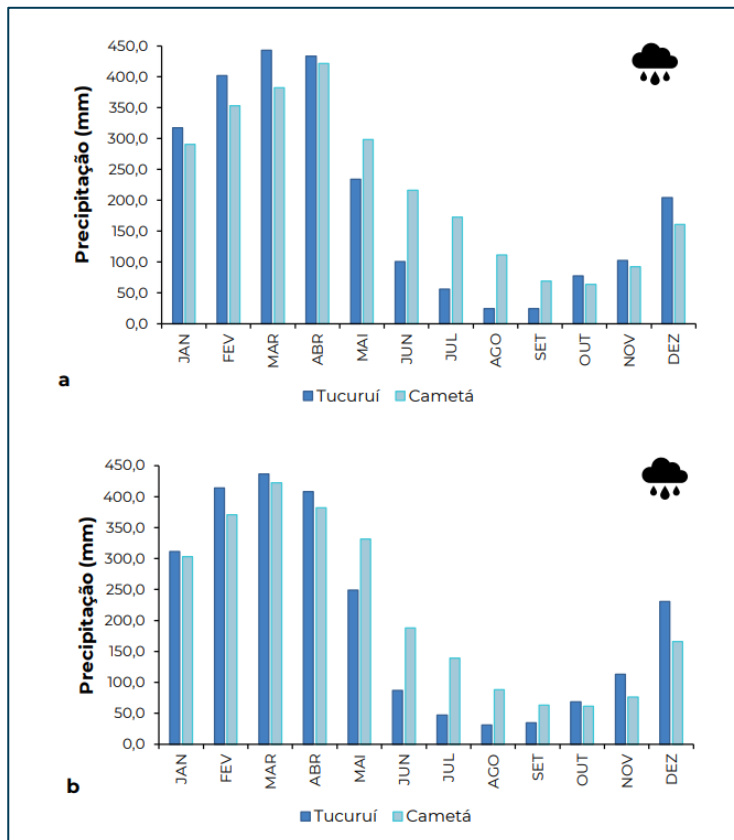 Precipitação (mm)
450,0
400,0
350,0
300,0
250,0
200,0
150,0
100,0
50,0
0,0
JAN FEV MAR ABR MAI JUN JUL AGO SET OUT NOV DEZ
a
Tucuruí Cametá
Precipitação (mm)
450,0
400,0
350,0
300,0
250,0
200,0
150,0
100,0
50,0
0,0
JAN FEV MAR ABR MAI JUN JUL AGO SET OUT NOV DEZ
b
Tucuruí Cametá